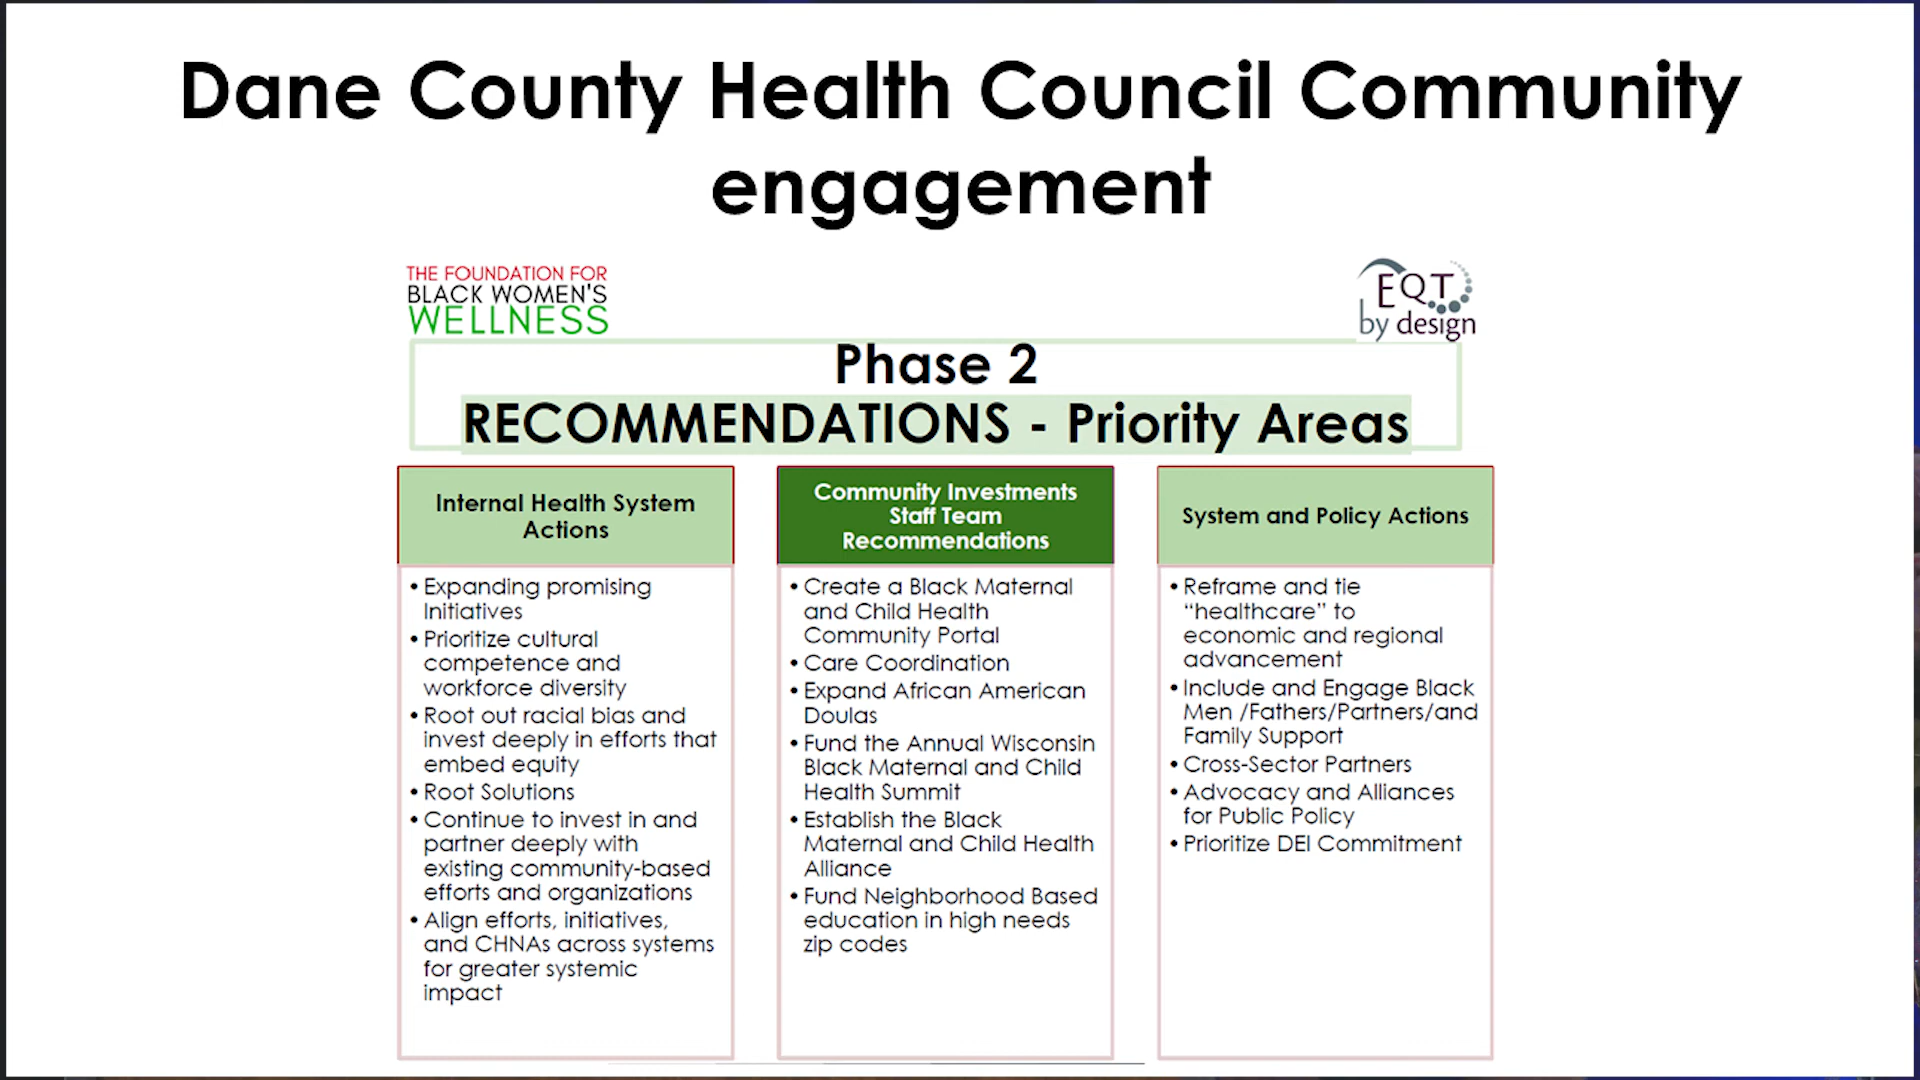 Dane County Health Council Community
engagement
THE FOUNDATION FOR
BLACK WOMEN'S
WELLNESS
EQT
by design
Phase 2
RECOMMENDATIONS - Priority Areas
Internal Health System
Actions
• Expanding promising
Initiatives
• Prioritize cultural
competence and
workforce diversity
• Root out racial bias and
invest deeply in efforts that
embed equity
• Root Solutions
• Continue to invest in and
partner deeply with
existing community-based
efforts and organizations
• Align efforts, initiatives,
and CHNAs across systems
for greater systemic
impact
Community Investments
Staff Team
Recommendations
• Create a Black Maternal
and Child Health
Community Portal
• Care Coordination
• Expand African American
Doulas
• Fund the Annual Wisconsin
Black Maternal and Child
Health Summit
• Establish the Black
Maternal and Child Health
Alliance
• Fund Neighborhood Based
education in high needs
zip codes
System and Policy Actions
• Reframe and tie
“healthcare” to
economic and regional
advancement
• Include and Engage Black
Men /Fathers/Partners/and
Family Support
• Cross-Sector Partners
• Advocacy and Alliances
for Public Policy
• Prioritize DEI Commitment